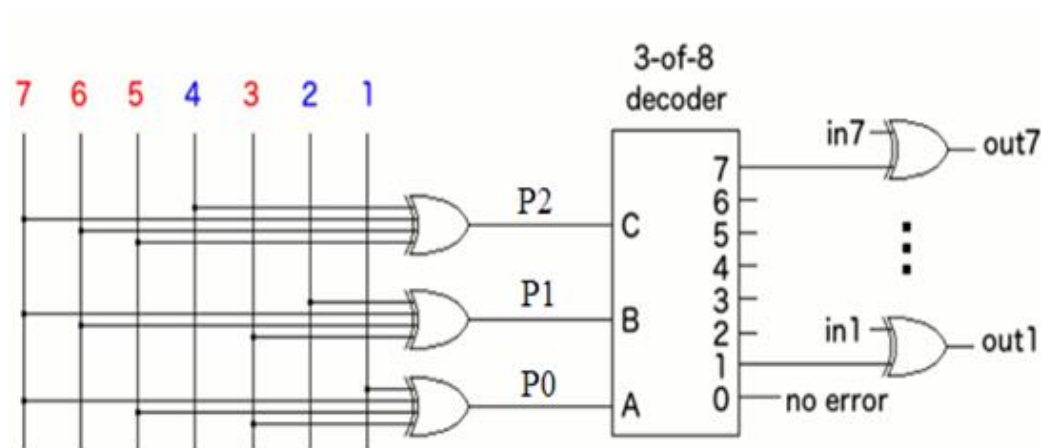 3-of-8
decoder
7 6 5 4 3 2 1
in7
out7
7
6
P2
C
5
4
P1
3
B
2
in1
out1
1
P0
A
0
no error